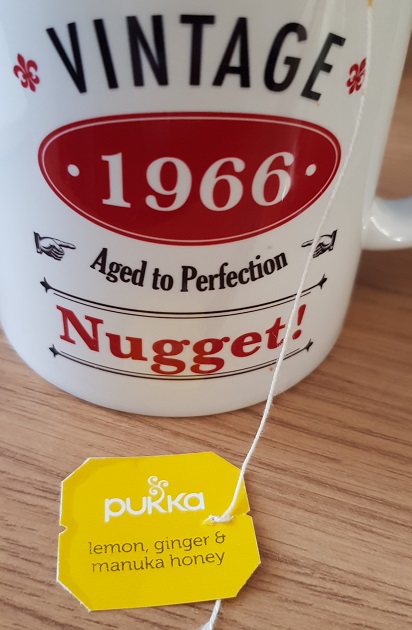 VINTAGE
1966
Aged to Perfection
Nugget!
pukka
lemon, ginger &
manuka honey